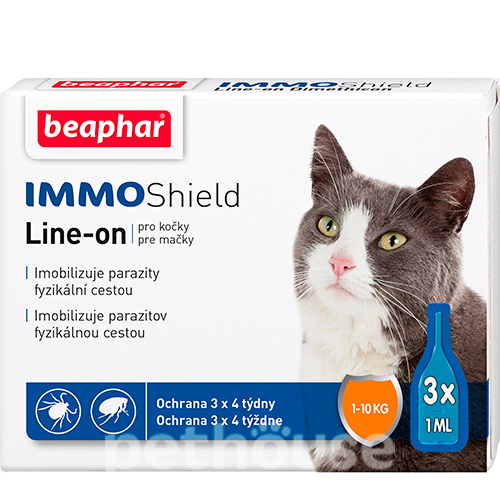 IMMOShield
Line-on Dimethicon
beaphar
IMMOShield
Line-on
pro kočky
pre mačky
Imobilizuje parazity
fyzikální cestou
Imobilizuje parazitov
fyzikálnou cestou
Ochrana 3 x 4 týdny
Ochrana 3 x 4 týždne
1-10 KG
3x
1 ML
pethouse